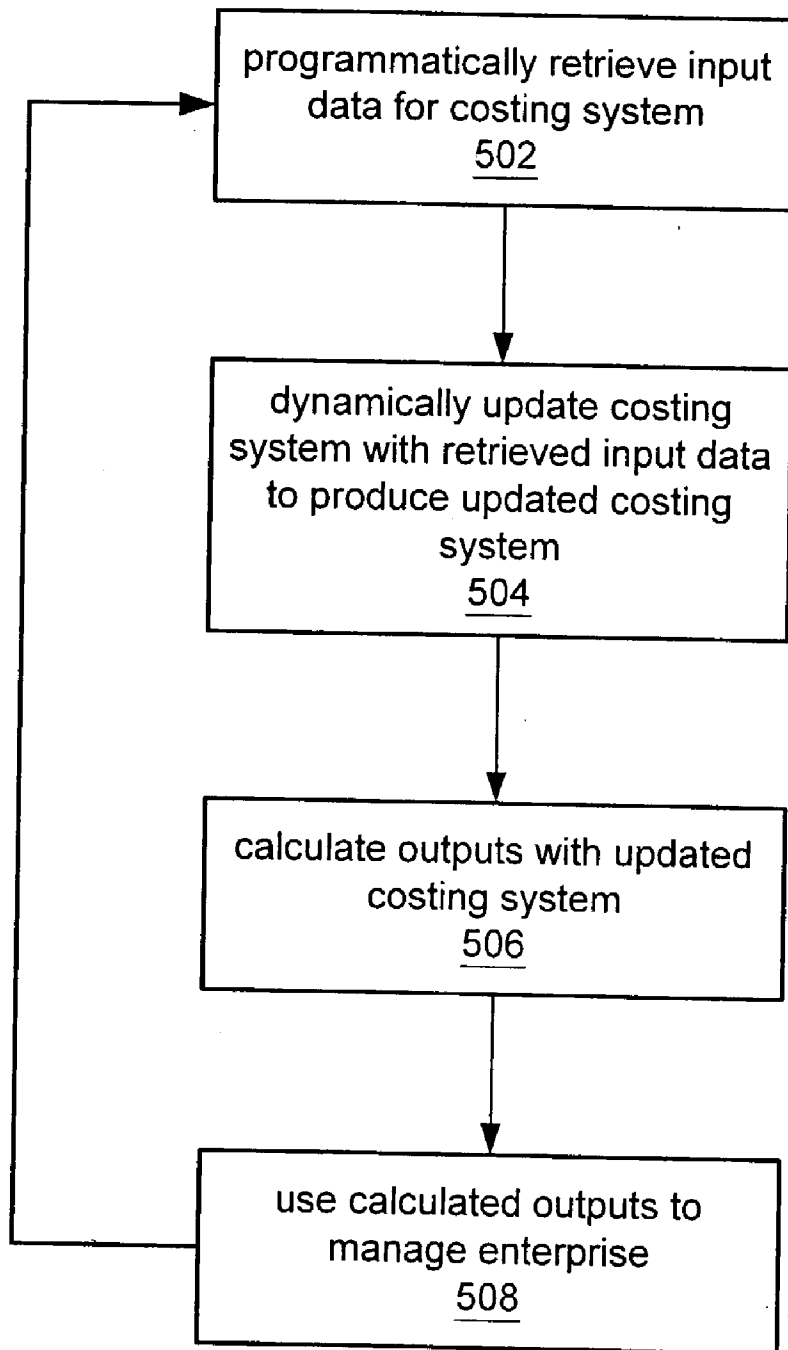 programmatically retrieve input
data for costing system
502
dynamically update costing
system with retrieved input data
to produce updated costing
system
504
calculate outputs with updated
costing system
506
use calculated outputs to
manage enterprise
508